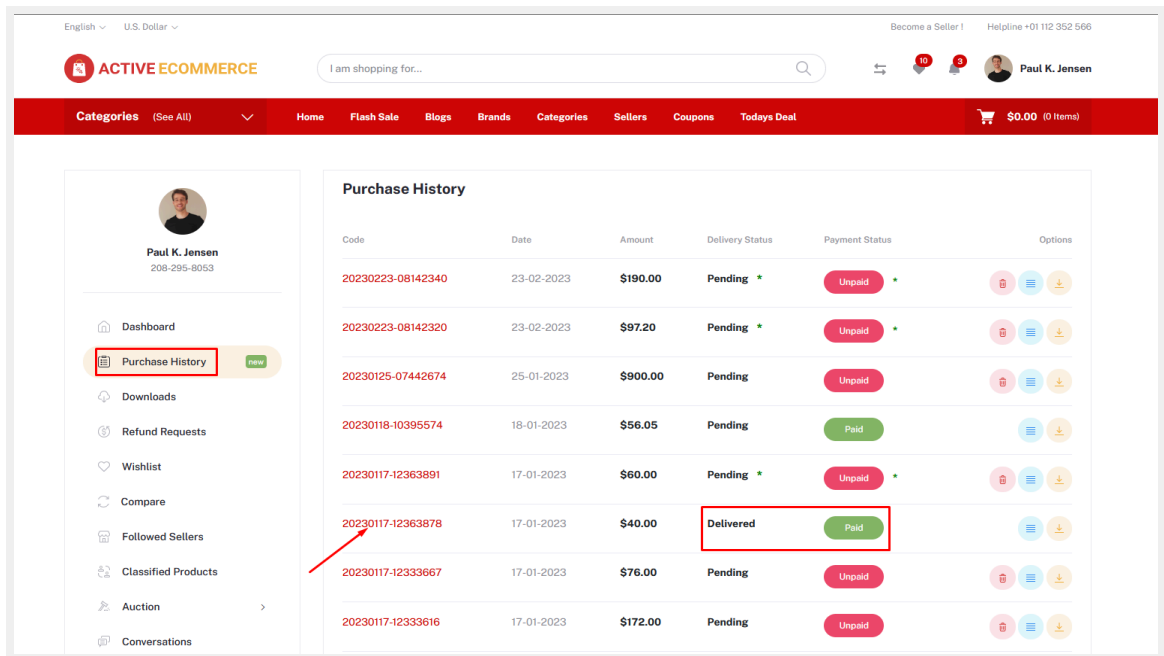 English U.S. Dollar Become a Seller ! Helpline +01 112 352 566
ACTIVE ECOMMERCE I am shopping for... 10 3 Paul K. Jensen
Categories (See All) Home Flash Sale Blogs Brands Categories Sellers Coupons Todays Deal $0.00 (0 Items)
Paul K. Jensen
208-295-8053
Dashboard
Purchase History new
Downloads
Refund Requests
Wishlist
Compare
Followed Sellers
Classified Products
Auction
Conversations
Purchase History
Code Date Amount Delivery Status Payment Status Options
20230223-08142340 23-02-2023 $190.00 Pending * Unpaid *
20230223-08142320 23-02-2023 $97.20 Pending * Unpaid *
20230125-07442674 25-01-2023 $900.00 Pending Unpaid
20230118-10395574 18-01-2023 $56.05 Pending Paid
20230117-12363891 17-01-2023 $60.00 Pending * Unpaid *
20230117-12363878 17-01-2023 $40.00 Delivered Paid
20230117-12333667 17-01-2023 $76.00 Pending Unpaid
20230117-12333616 17-01-2023 $172.00 Pending Unpaid